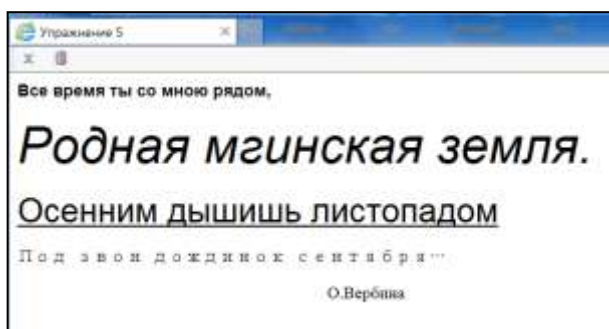 Упражнение 5
Все время ты со мною рядом,
Родная мгинская земля.
Осенним дышишь листопадом
Под звон дождинок сентября…
О.Вербина